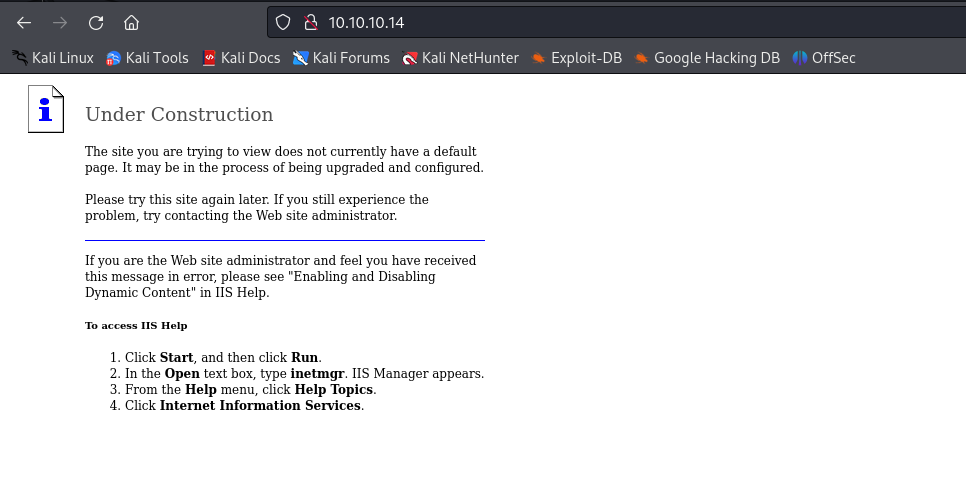 10.10.10.14
Kali Linux Kali Tools Kali Docs Kali Forums Kali NetHunter Exploit-DB Google Hacking DB OffSec
Under Construction
The site you are trying to view does not currently have a default
page. It may be in the process of being upgraded and configured.
Please try this site again later. If you still experience the
problem, try contacting the Web site administrator.
If you are the Web site administrator and feel you have received
this message in error, please see "Enabling and Disabling
Dynamic Content" in IIS Help.
To access IIS Help
1. Click Start, and then click Run.
2. In the Open text box, type inetmgr. IIS Manager appears.
3. From the Help menu, click Help Topics.
4. Click Internet Information Services.